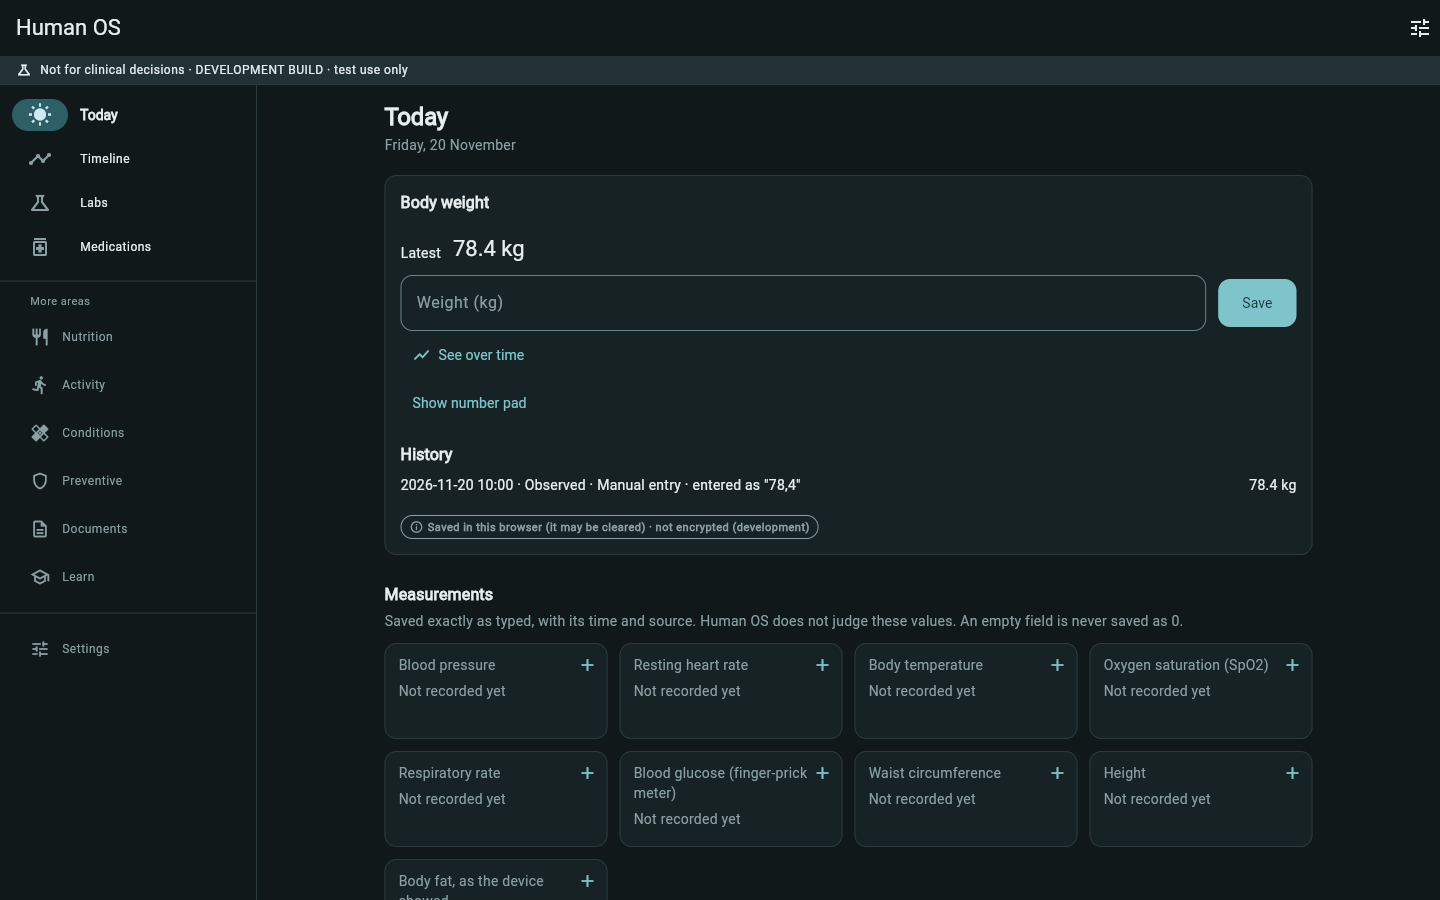 Human OS
Not for clinical decisions · DEVELOPMENT BUILD · test use only
Today
Timeline
Labs
Medications
More areas
Nutrition
Activity
Conditions
Preventive
Documents
Learn
Settings
Today
Friday, 20 November
Body weight
Latest 78.4 kg
Weight (kg)
Save
See over time
Show number pad
History
2026-11-20 10:00 · Observed · Manual entry · entered as "78,4" 78.4 kg
Saved in this browser (it may be cleared) · not encrypted (development)
Measurements
Saved exactly as typed, with its time and source. Human OS does not judge these values. An empty field is never saved as 0.
Blood pressure
Not recorded yet
Resting heart rate
Not recorded yet
Body temperature
Not recorded yet
Oxygen saturation (SpO2)
Not recorded yet
Respiratory rate
Not recorded yet
Blood glucose (finger-prick
meter)
Not recorded yet
Waist circumference
Not recorded yet
Height
Not recorded yet
Body fat, as the device
showed